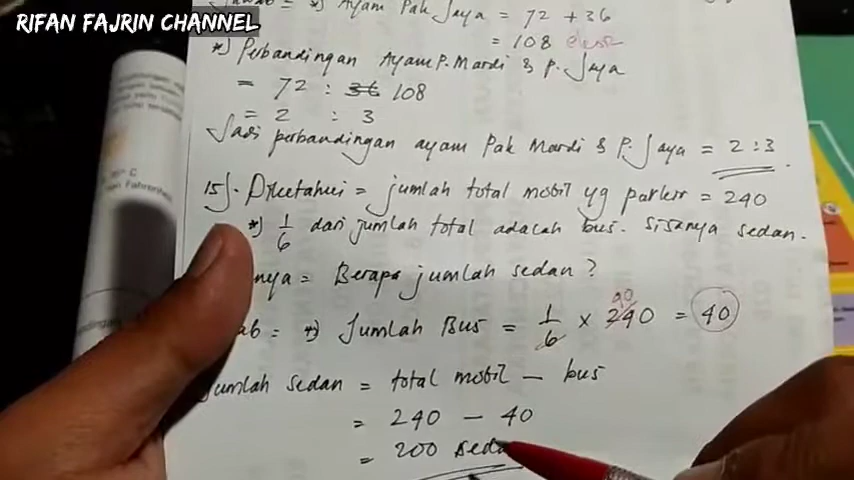 RIFAN FAJRIN CHANNEL
*) Ayam Pak Jaya = 72 + 36
= 108 ekor
*) Perbandingan Ayam P. Mardi & P. Jaya
= 72 : 36 108
= 2 : 3
Jadi perbandingan ayam Pak Mardi & P. Jaya = 2 : 3.
15). Diketahui = jumlah total mobil yg parkir = 240
*) 1/6 dari jumlah total adalah bus. Sisanya sedan.
nya = Berapa jumlah sedan?
ab = *) Jumlah Bus = 1/6 × 240 = 40
40
Jumlah sedan = total mobil – bus
= 240 – 40
= 200